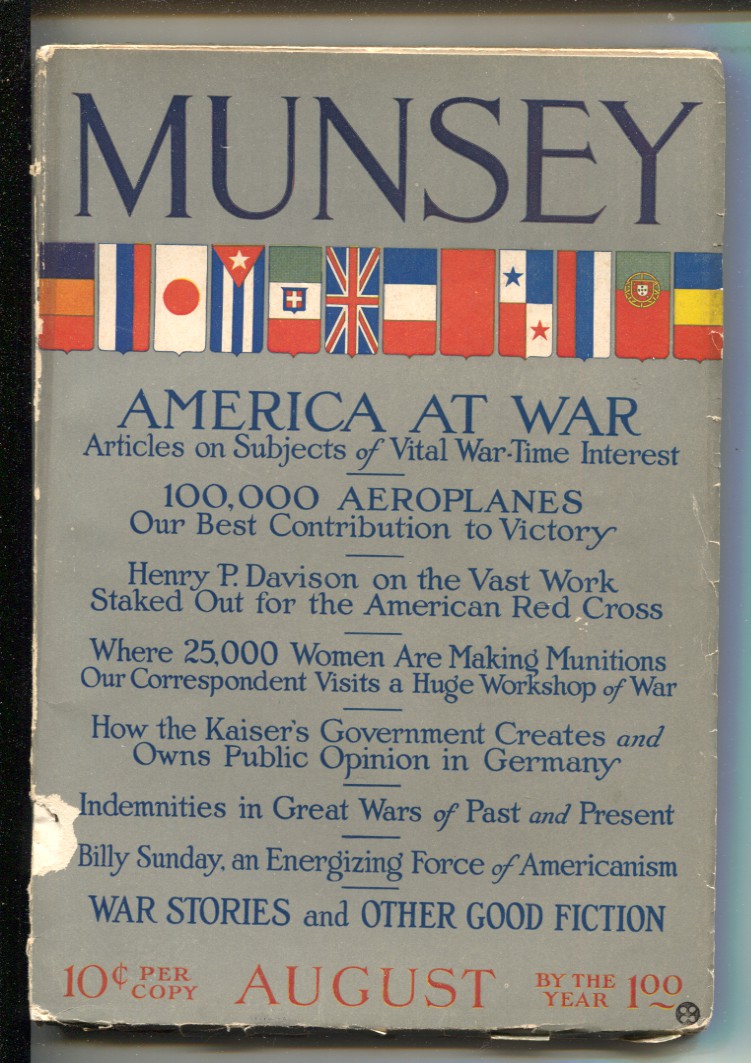 MUNSEY
AMERICA AT WAR
Articles on Subjects of Vital War-Time Interest
100,000 AEROPLANES
Our Best Contribution to Victory
Henry P. Davison on the Vast Work
Staked Out for the American Red Cross
Where 25,000 Women Are Making Munitions
Our Correspondent Visits a Huge Workshop of War
How the Kaiser's Government Creates and
Owns Public Opinion in Germany
Indemnities in Great Wars of Past and Present
Billy Sunday, an Energizing Force of Americanism
WAR STORIES and OTHER GOOD FICTION
10¢ PER COPY AUGUST BY THE YEAR 1.00